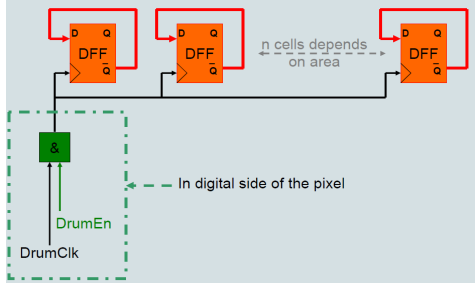 D Q
DFF
Q
D Q
DFF
Q
n cells depends
on area
D Q
DFF
Q
&
In digital side of the pixel
DrumEn
DrumClk